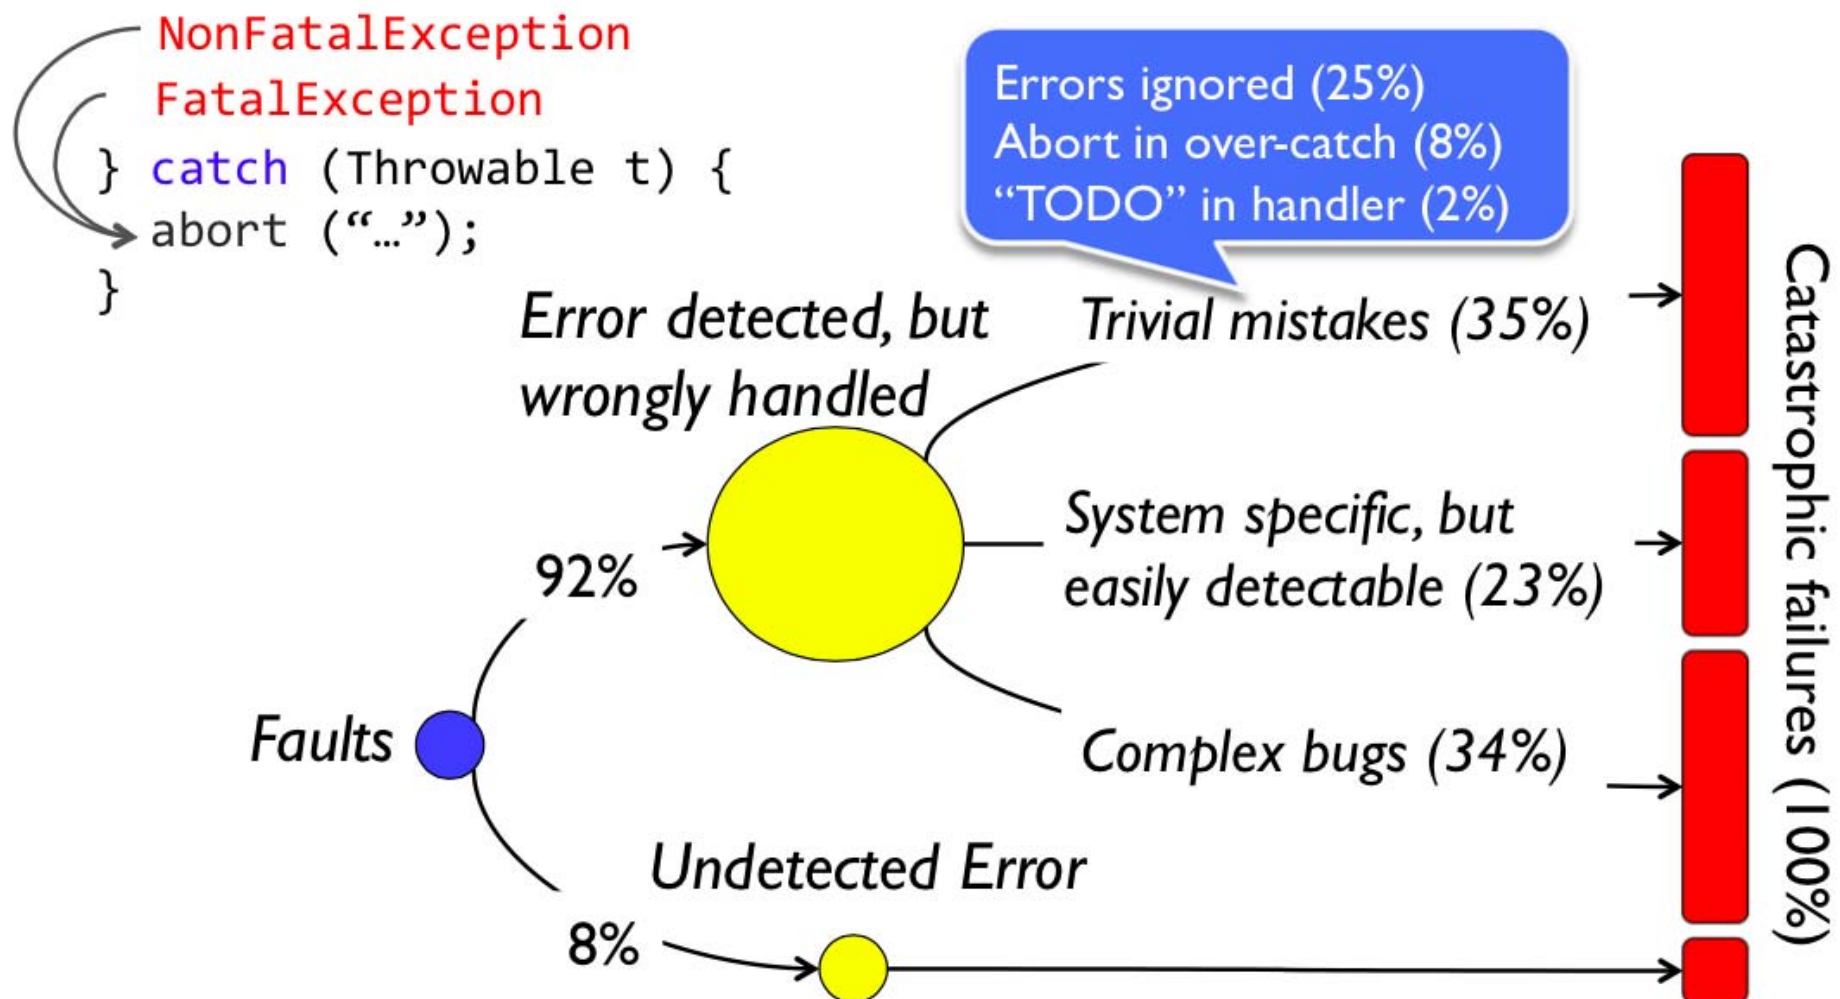 NonFatalException
FatalException
} catch (Throwable t) {
abort (“…”);
}
Errors ignored (25%)
Abort in over-catch (8%)
“TODO” in handler (2%)
Error detected, but
wrongly handled
Trivial mistakes (35%)
System specific, but
easily detectable (23%)
92%
Complex bugs (34%)
Faults
Undetected Error
8%
Catastrophic failures (100%)